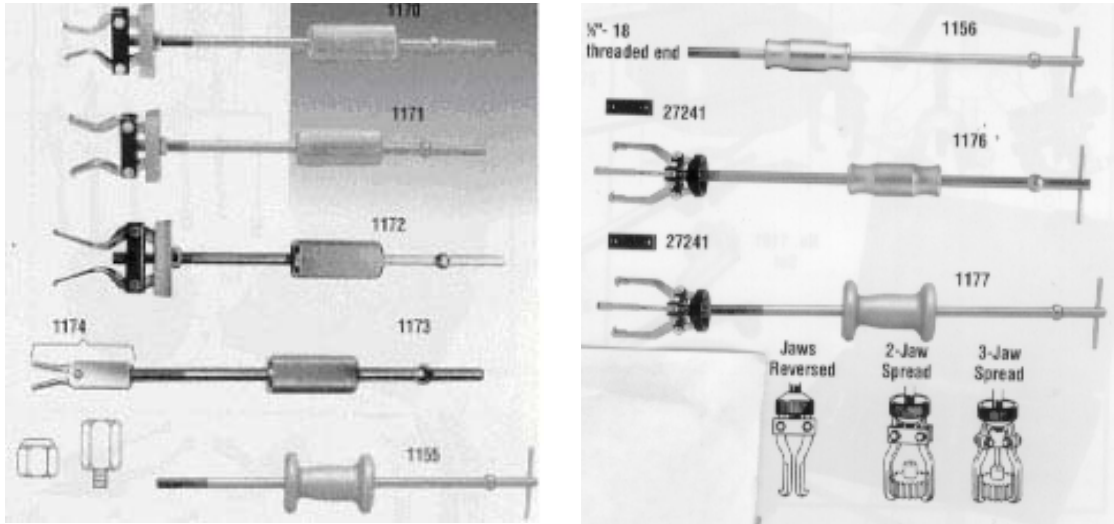 1170
1171
1172
1174
1173
1155
⅝"- 18
threaded end
1156
27241
1176
27241
1177
Jaws
Reversed
2-Jaw
Spread
3-Jaw
Spread